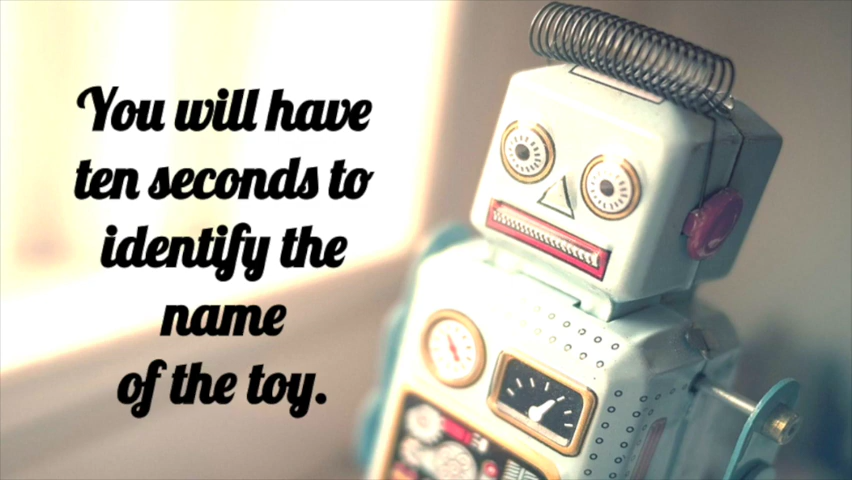 You will have
ten seconds to
identify the
name
of the toy.